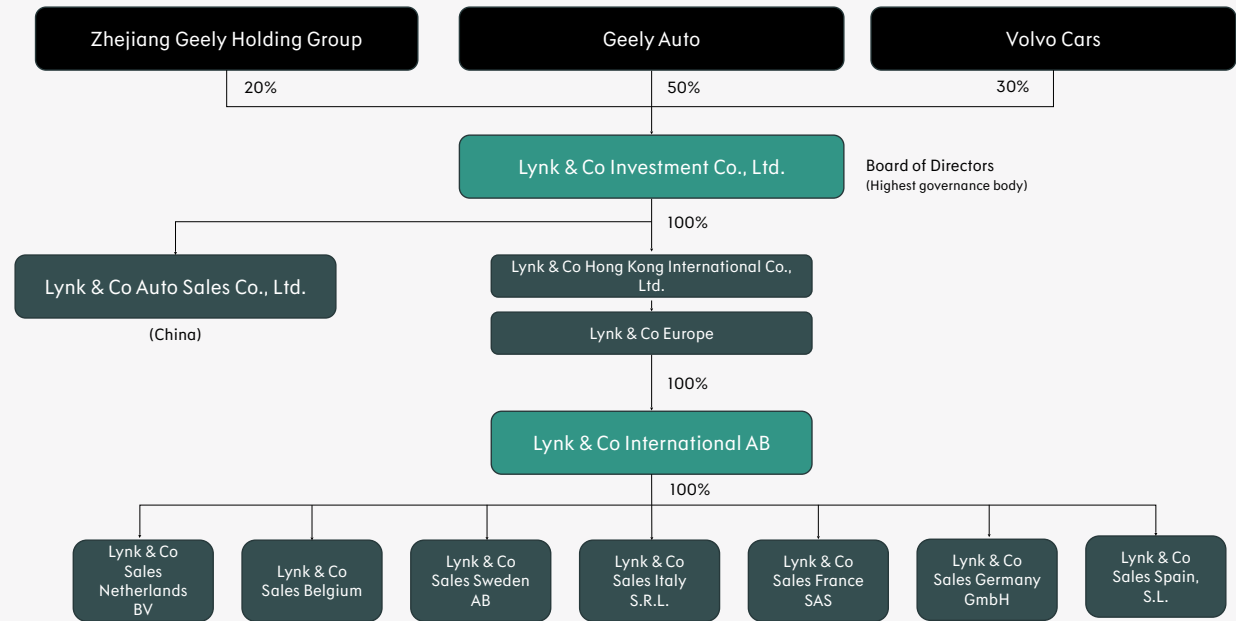 Zhejiang Geely Holding Group
Geely Auto
Volvo Cars
20%
50%
30%
Lynk & Co Investment Co., Ltd.
Board of Directors
(Highest governance body)
100%
Lynk & Co Auto Sales Co., Ltd.
(China)
Lynk & Co Hong Kong International Co.,
Ltd.
Lynk & Co Europe
100%
Lynk & Co International AB
100%
Lynk & Co
Sales
Netherlands
BV
Lynk & Co
Sales Belgium
Lynk & Co
Sales Sweden
AB
Lynk & Co
Sales Italy
S.R.L.
Lynk & Co
Sales France
SAS
Lynk & Co
Sales Germany
GmbH
Lynk & Co
Sales Spain,
S.L.